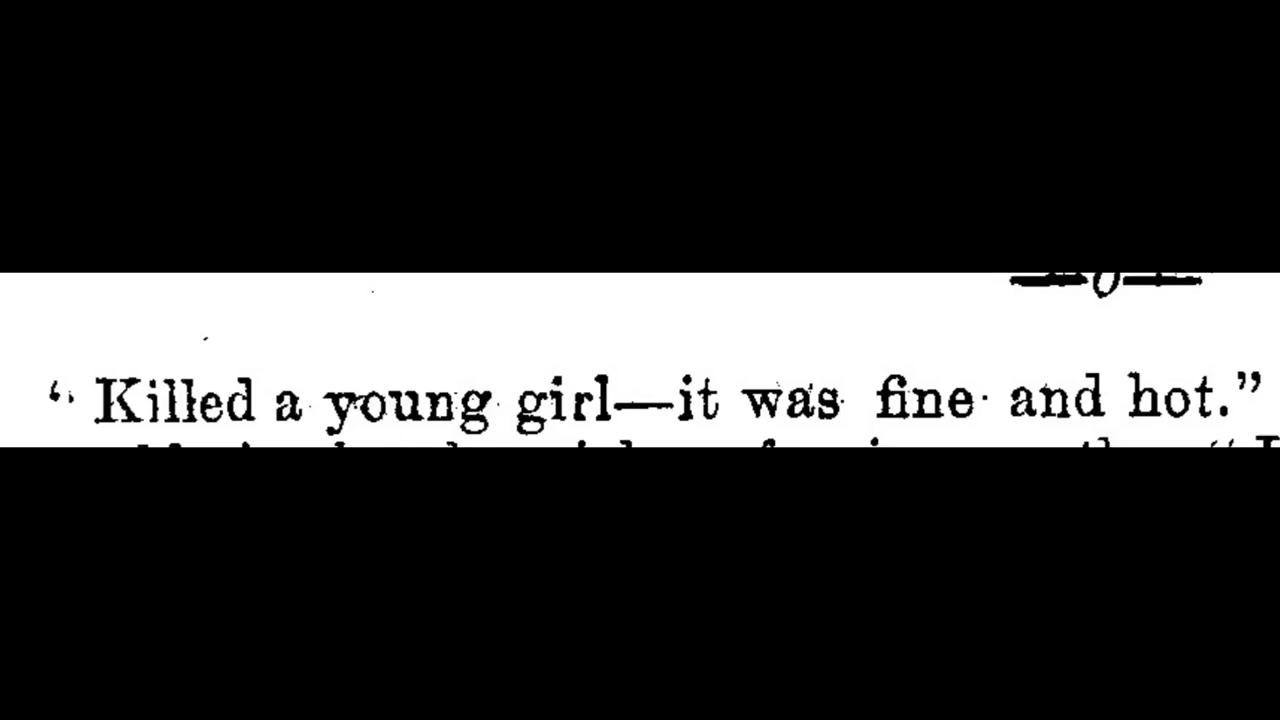 “ Killed a young girl—it was fine and hot.”